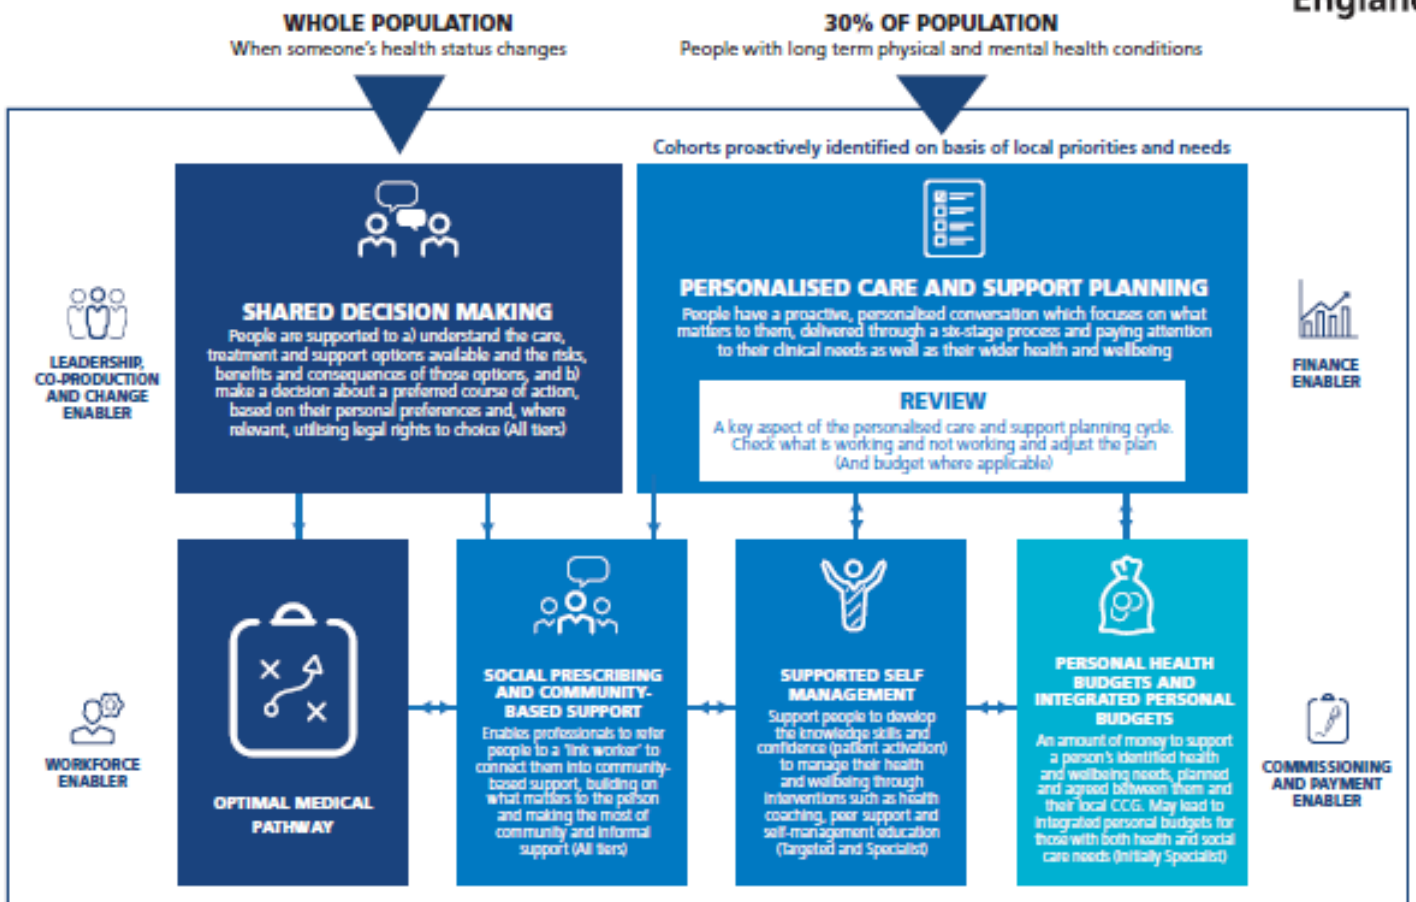 England
WHOLE POPULATION
When someone's health status changes
30% OF POPULATION
People with long term physical and mental health conditions
Cohorts proactively identified on basis of local priorities and needs
SHARED DECISION MAKING
People are supported to a) understand the care,
treatment and support options available and the risks,
benefits and consequences of those options, and b)
make a decision about a preferred course of action,
based on their personal preferences and, where
relevant, utilising legal rights to choice (All tiers)
PERSONALISED CARE AND SUPPORT PLANNING
People have a proactive, personalised conversation which focuses on what
matters to them, delivered through a six-stage process and paying attention
to their clinical needs as well as their wider health and wellbeing
REVIEW
A key aspect of the personalised care and support planning cycle.
Check what is working and not working and adjust the plan
(And budget where applicable)
LEADERSHIP,
CO-PRODUCTION
AND CHANGE
ENABLER
FINANCE
ENABLER
WORKFORCE
ENABLER
OPTIMAL MEDICAL
PATHWAY
SOCIAL PRESCRIBING
AND COMMUNITY-
BASED SUPPORT
Enables professionals to refer
people to a 'link worker' to
connect them into community-
based support, building on
what matters to the person
and making the most of
community and informal
support (All tiers)
SUPPORTED SELF
MANAGEMENT
Support people to develop
the knowledge skills and
confidence (patient activation)
to manage their health
and wellbeing through
interventions such as health
coaching, peer support and
self-management education
(Targeted and Specialist)
PERSONAL HEALTH
BUDGETS AND
INTEGRATED PERSONAL
BUDGETS
An amount of money to support
a person's identified health
and wellbeing needs, planned
and agreed between them and
their local CCG. May lead to
integrated personal budgets for
those with both health and social
care needs (Initially Specialist)
COMMISSIONING
AND PAYMENT
ENABLER